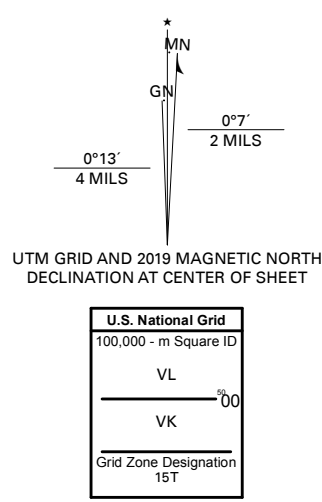 ★
MN
GN
0°7´
2 MILS
0°13´
4 MILS
UTM GRID AND 2019 MAGNETIC NORTH
DECLINATION AT CENTER OF SHEET
U.S. National Grid
100,000 - m Square ID
VL
50 00
VK
Grid Zone Designation
15T